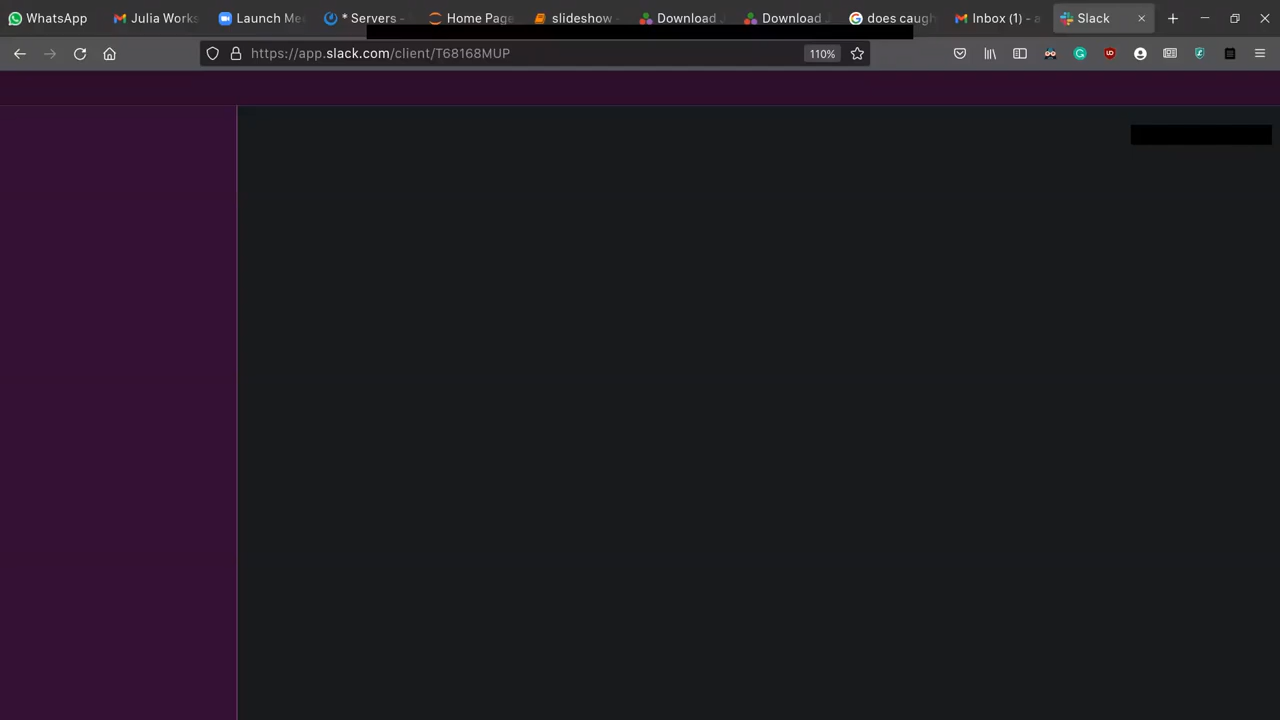 WhatsApp Julia Works Launch Me * Servers - Home Page slideshow - Download J Download J does caugh Inbox (1) - a Slack
https://app.slack.com/client/T68168MUP 110%